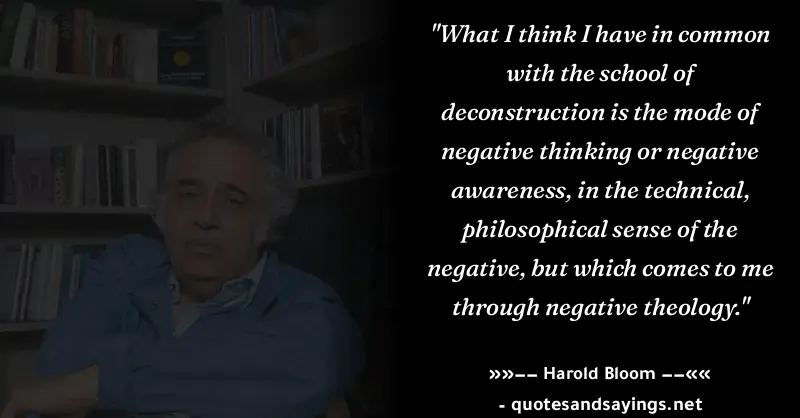 "What I think I have in common
with the school of
deconstruction is the mode of
negative thinking or negative
awareness, in the technical,
philosophical sense of the
negative, but which comes to me
through negative theology."
»»−− Harold Bloom −−««
- quotesandsayings.net